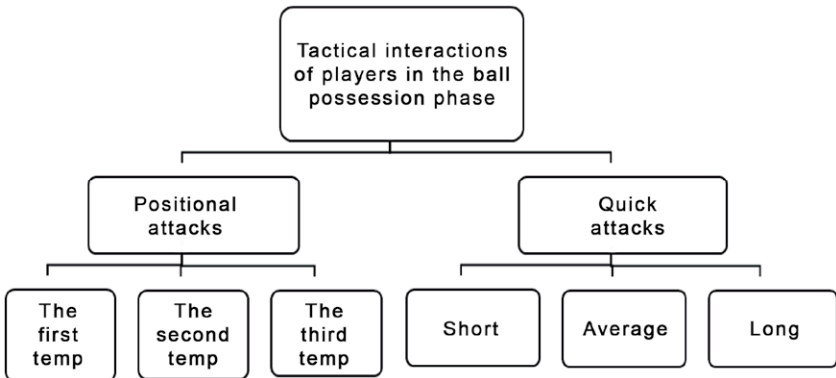 Tactical interactions
of players in the ball
possession phase
Positional
attacks
Quick
attacks
The
first
temp
The
second
temp
The
third
temp
Short
Average
Long